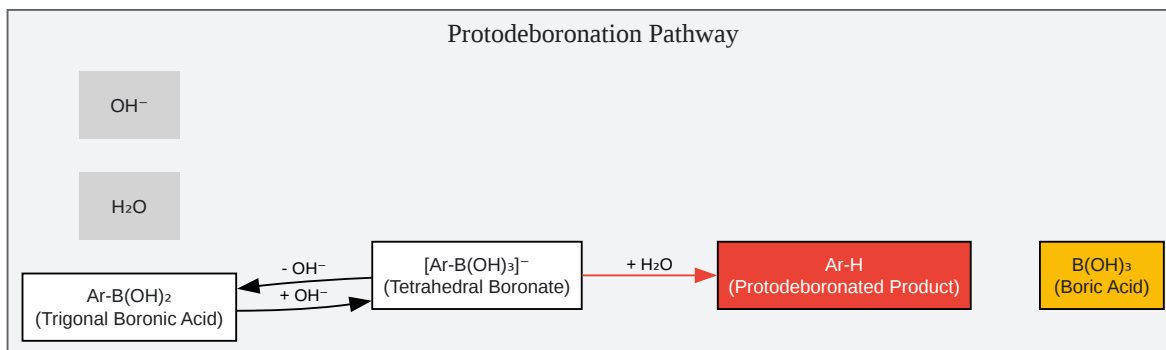 Protodeboronation Pathway
OH⁻
H₂O
- OH⁻
+ OH⁻
Ar-B(OH)₂
(Trigonal Boronic Acid)
[Ar-B(OH)₃]⁻
(Tetrahedral Boronate)
+ H₂O
Ar-H
(Protodeboronated Product)
B(OH)₃
(Boric Acid)